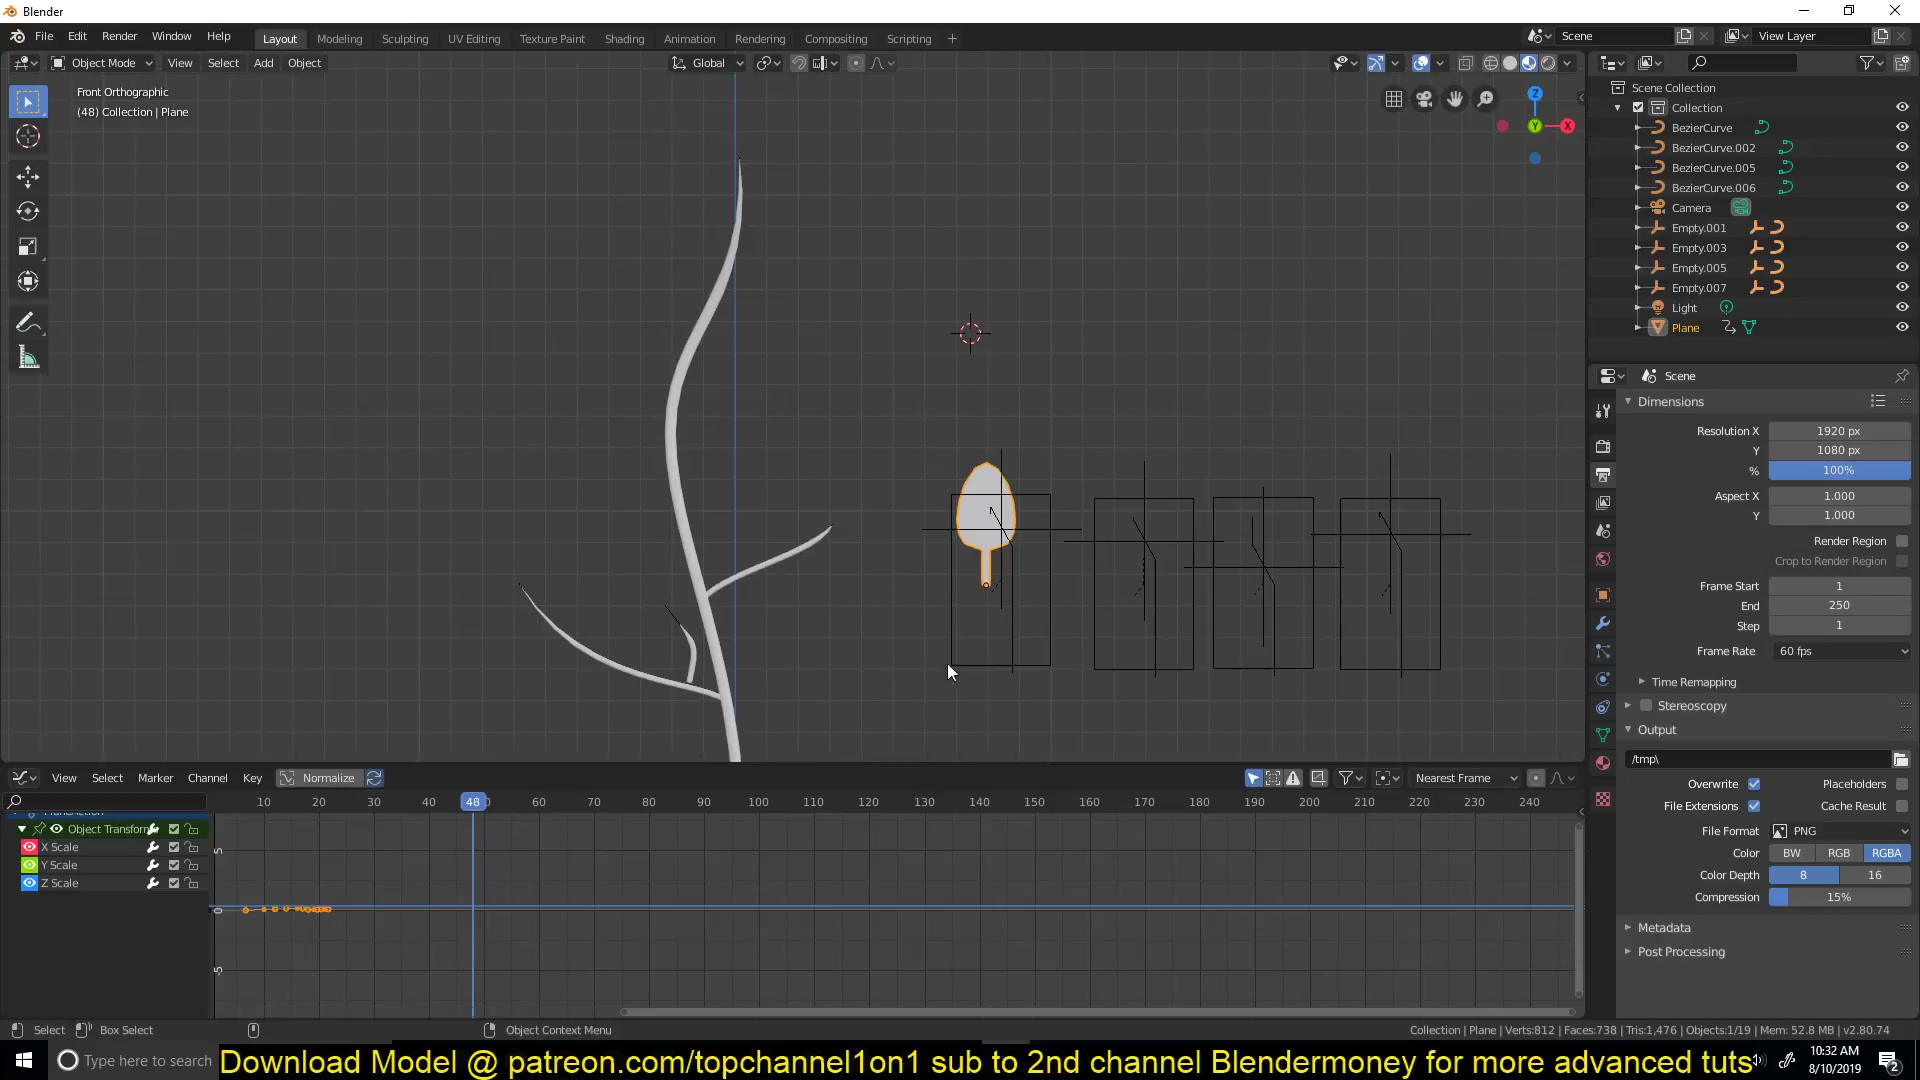 Blender
File Edit Render Window Help
Layout Modeling Sculpting UV Editing Texture Paint Shading Animation Rendering Compositing Scripting +
Scene
View Layer
Object Mode View Select Add Object
Global
Front Orthographic
(48) Collection | Plane
Z
Y
X
Scene Collection
Collection
BezierCurve
BezierCurve.002
BezierCurve.005
BezierCurve.006
Camera
Empty.001
Empty.003
Empty.005
Empty.007
Light
Plane
Scene
Dimensions
Resolution X 1920 px
Y 1080 px
% 100%
Aspect X 1.000
Y 1.000
Render Region
Crop to Render Region
Frame Start 1
End 250
Step 1
Frame Rate 60 fps
Time Remapping
Stereoscopy
Output
/tmp\
Overwrite Placeholders
File Extensions Cache Result
File Format PNG
Color BW RGB RGBA
Color Depth 8 16
Compression 15%
Metadata
Post Processing
View Select Marker Channel Key Normalize
Nearest Frame
10 20 30 40 48 60 70 80 90 100 110 120 130 140 150 160 170 180 190 200 210 220 230 240
Object Transform
X Scale
Y Scale
Z Scale
5
0
-5
Select Box Select Object Context Menu
Collection | Plane | Verts:812 | Faces:738 | Tris:1,476 | Objects:1/19 | Mem: 52.8 MB | v2.80.74
Type here to search
Download Model @ patreon.com/topchannel1on1 sub to 2nd channel Blendermoney for more advanced tuts
10:32 AM
8/10/2019
2